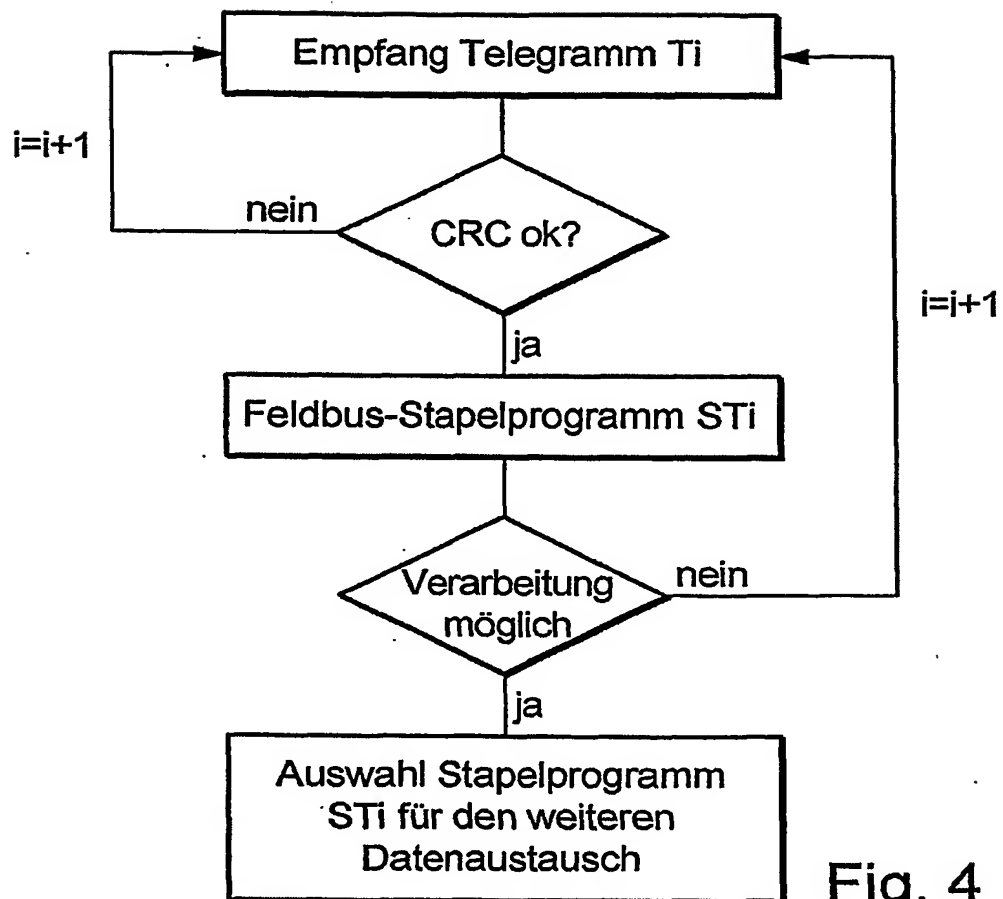 Empfang Telegramm Ti
i=i+1
nein
CRC ok?
i=i+1
ja
Feldbus-Stapelprogramm STi
Verarbeitung
möglich
nein
ja
Auswahl Stapelprogramm
STi für den weiteren
Datenaustausch
Fig. 4